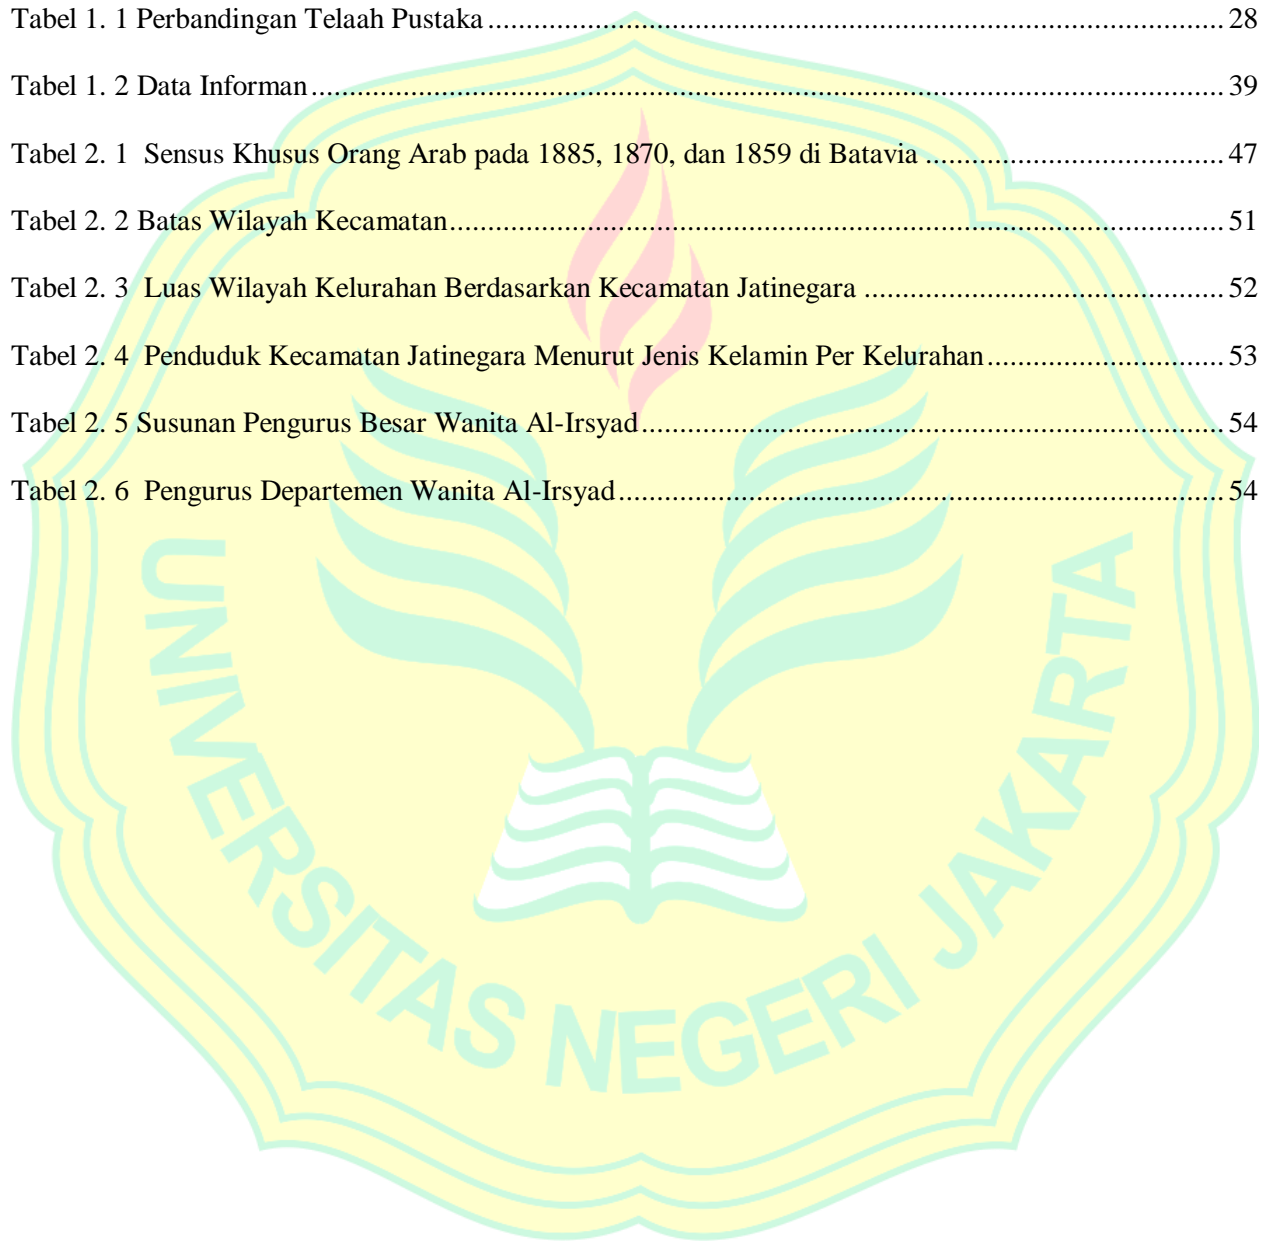 Tabel 1. 1 Perbandingan Telaah Pustaka ........ 28
Tabel 1. 2 Data Informan ........ 39
Tabel 2. 1  Sensus Khusus Orang Arab pada 1885, 1870, dan 1859 di Batavia ........ 47
Tabel 2. 2 Batas Wilayah Kecamatan ........ 51
Tabel 2. 3  Luas Wilayah Kelurahan Berdasarkan Kecamatan Jatinegara ........ 52
Tabel 2. 4  Penduduk Kecamatan Jatinegara Menurut Jenis Kelamin Per Kelurahan ........ 53
Tabel 2. 5 Susunan Pengurus Besar Wanita Al-Irsyad ........ 54
Tabel 2. 6  Pengurus Departemen Wanita Al-Irsyad ........ 54
UNIVERSITAS NEGERI JAKARTA